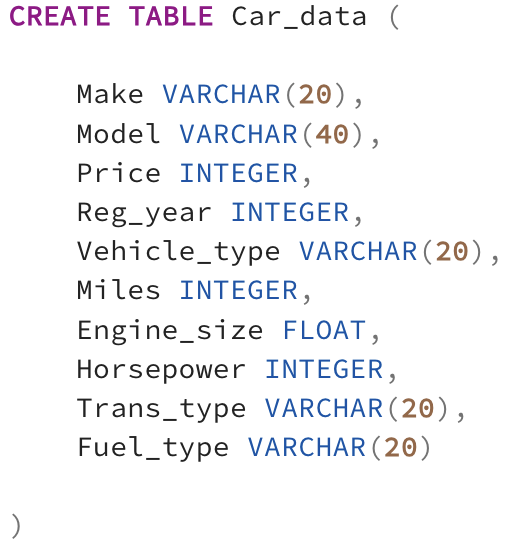 CREATE TABLE Car_data (
Make VARCHAR(20),
Model VARCHAR(40),
Price INTEGER,
Reg_year INTEGER,
Vehicle_type VARCHAR(20),
Miles INTEGER,
Engine_size FLOAT,
Horsepower INTEGER,
Trans_type VARCHAR(20),
Fuel_type VARCHAR(20)
)